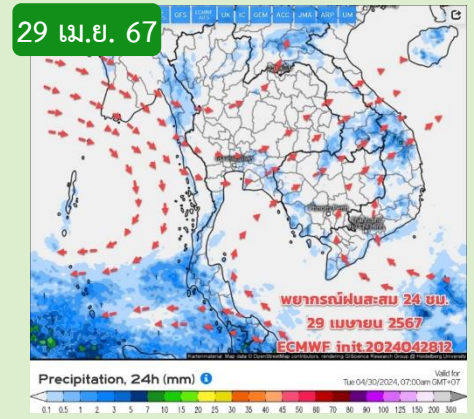 29 เม.ย. 67
GFS ECMWF UK IC GEM ACC JMA ARP UM
พยากรณ์ฝนสะสม 24 ชม.
29 เมษายน 2567
ECMWF init.2024042812
Precipitation, 24h (mm)
Valid for
Tue 04/30/2024, 07:00am GMT+07
0.1 0.5 1 2 3 5 7 10 15 20 25 30 35 40 45 50 60 70 80 90 100 125 150 200 300